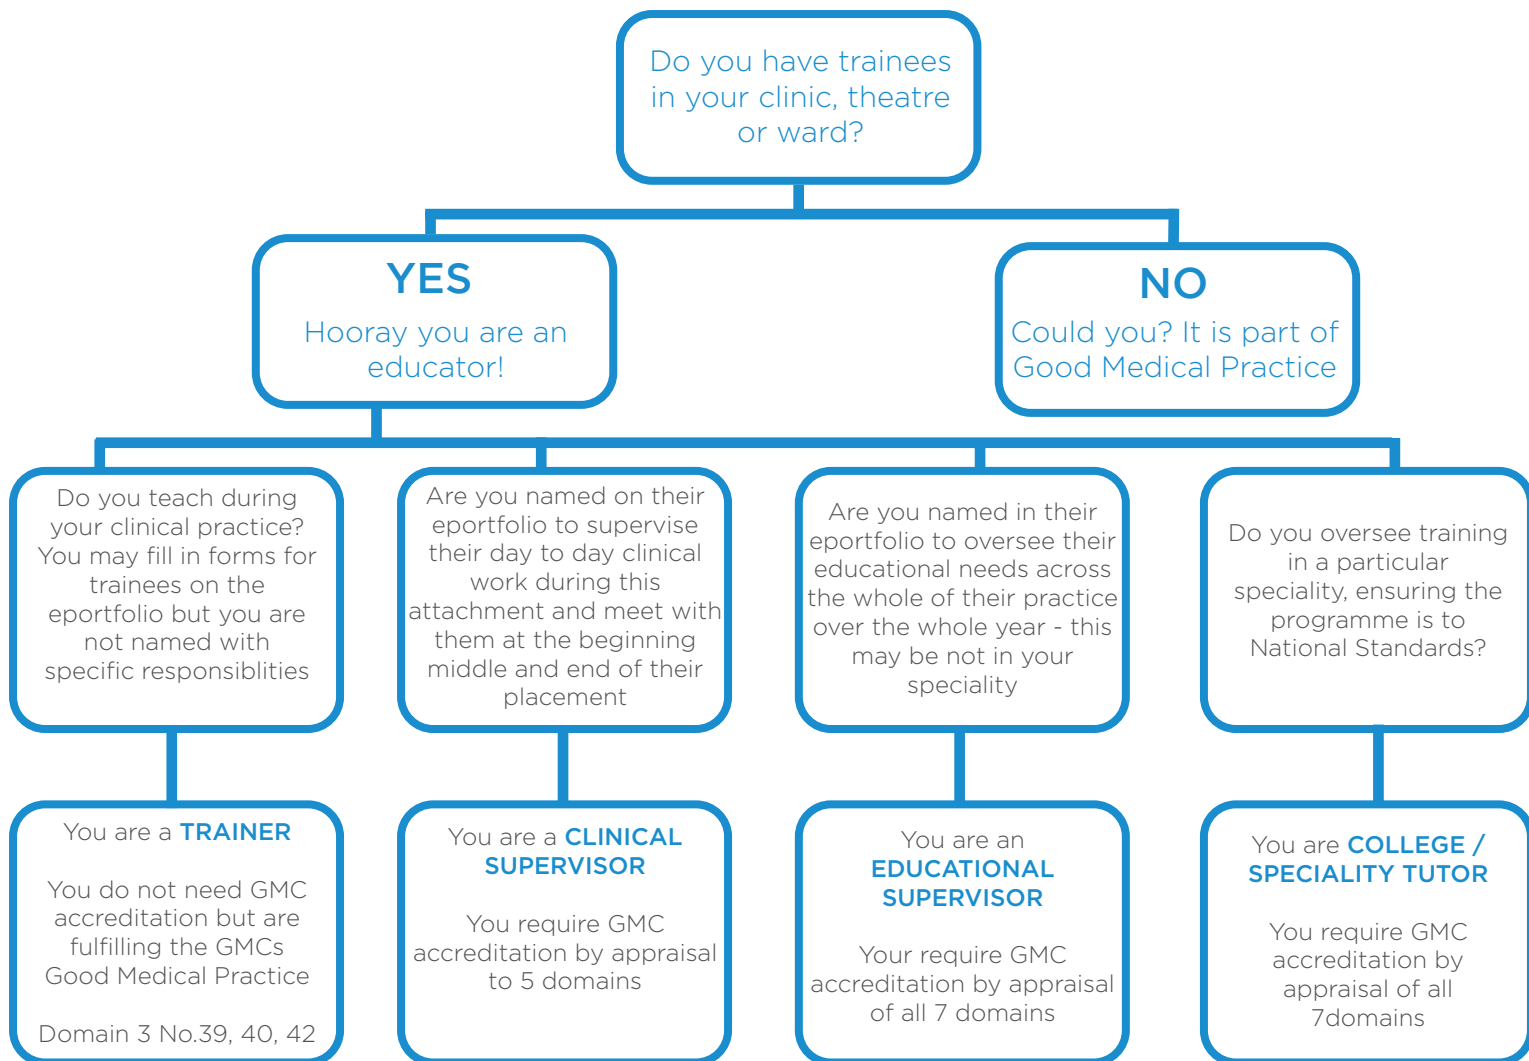 Do you have trainees
in your clinic, theatre
or ward?
YES
Hooray you are an
educator!
NO
Could you? It is part of
Good Medical Practice
Do you teach during
your clinical practice?
You may fill in forms for
trainees on the
eportfolio but you are
not named with
specific responsiblities
Are you named on their
eportfolio to supervise
their day to day clinical
work during this
attachment and meet with
them at the beginning
middle and end of their
placement
Are you named in their
eportfolio to oversee their
educational needs across
the whole of their practice
over the whole year - this
may be not in your
speciality
Do you oversee training
in a particular
speciality, ensuring the
programme is to
National Standards?
You are a TRAINER
You do not need GMC
accreditation but are
fulfilling the GMCs
Good Medical Practice
Domain 3 No.39, 40, 42
You are a CLINICAL
SUPERVISOR
You require GMC
accreditation by appraisal
to 5 domains
You are an
EDUCATIONAL
SUPERVISOR
Your require GMC
accreditation by appraisal
of all 7 domains
You are COLLEGE /
SPECIALITY TUTOR
You require GMC
accreditation by
appraisal of all
7domains